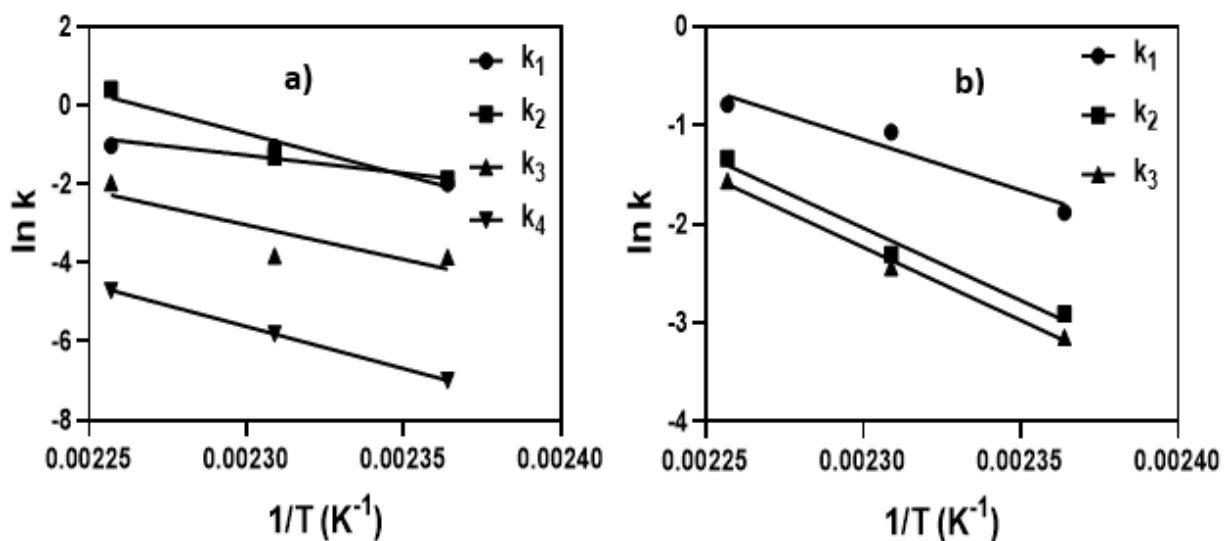 2
0
-2
-4
-6
-8
ln k
a)
k₁
k₂
k₃
k₄
0.00225 0.00230 0.00235 0.00240
1/T (K⁻¹)
0
-1
-2
-3
-4
ln k
b)
k₁
k₂
k₃
0.00225 0.00230 0.00235 0.00240
1/T (K⁻¹)